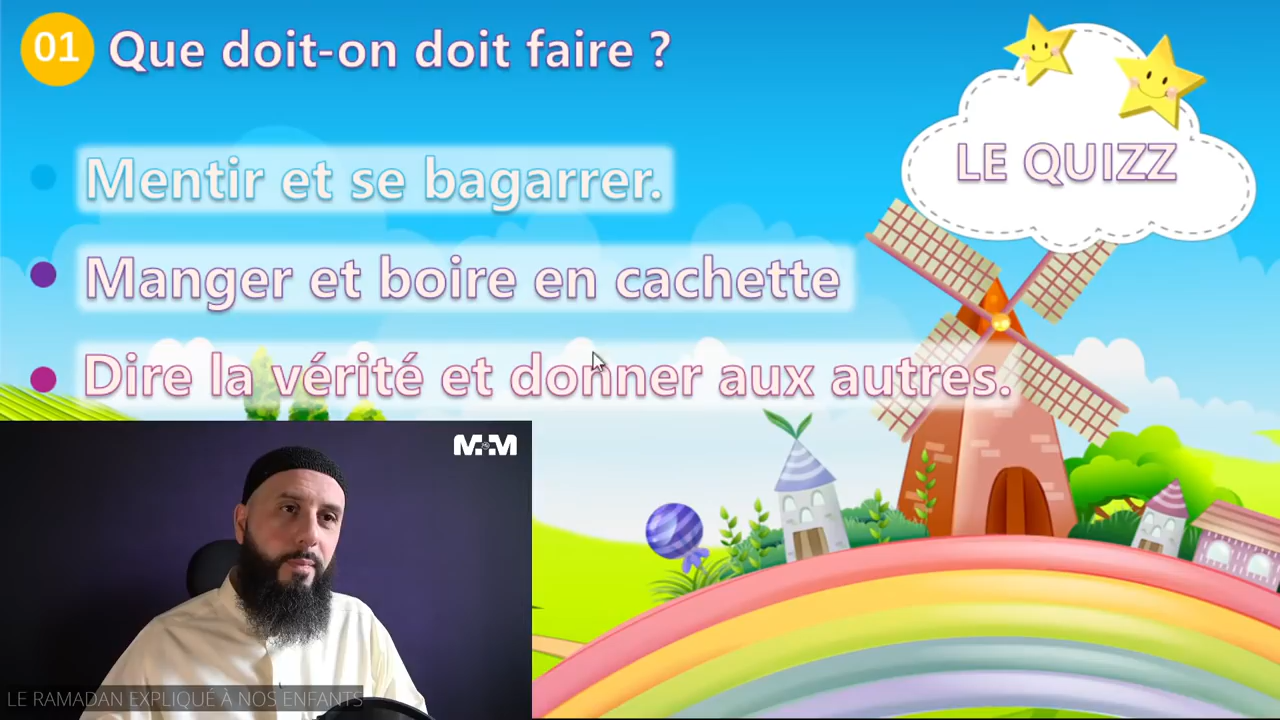 01 Que doit-on doit faire ?
LE QUIZZ
Mentir et se bagarrer.
Manger et boire en cachette
Dire la vérité et donner aux autres.
M M
LE RAMADAN EXPLIQUÉ À NOS ENFANTS